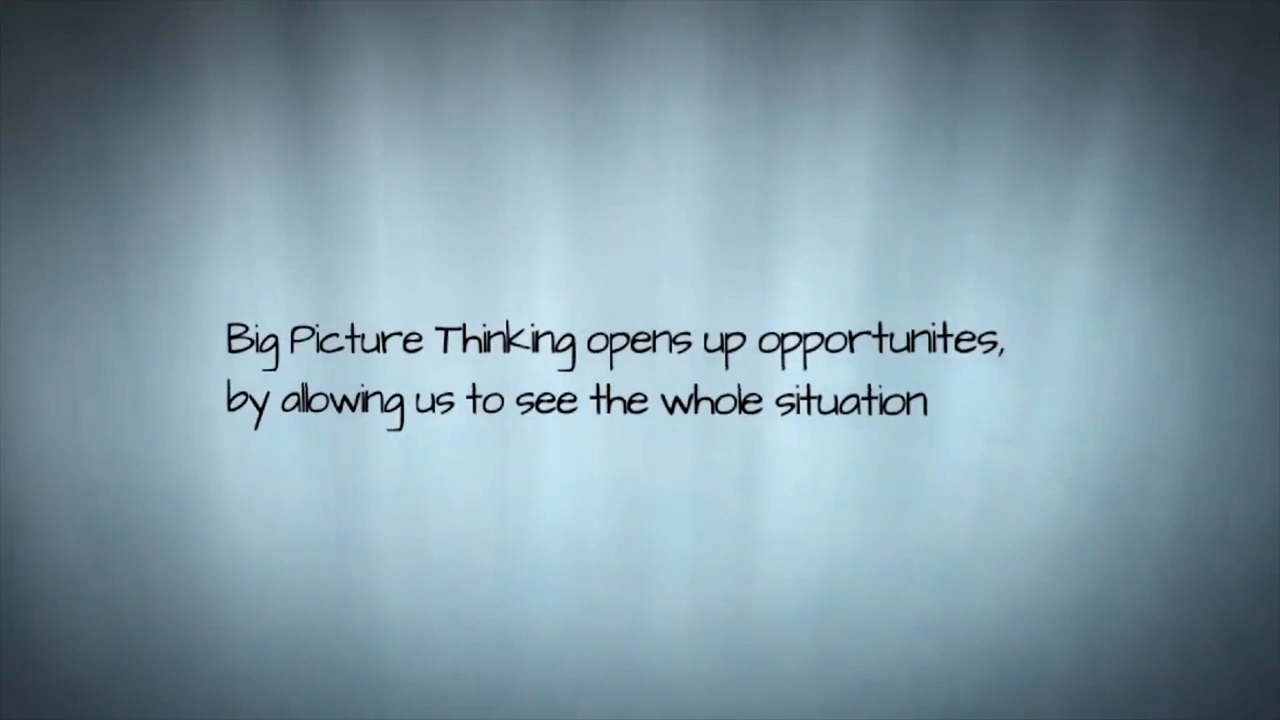 Big Picture Thinking opens up opportunites,
by allowing us to see the whole situation